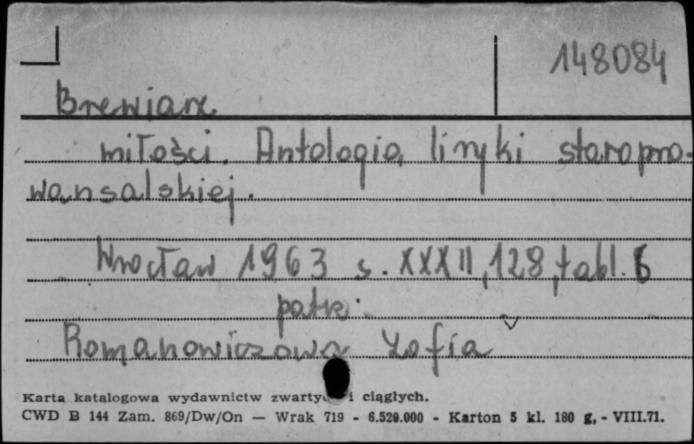 148084
Brewiarz
miłości. Antologia liryki staropro-
wansalskiej.
Wrocław 1963 s. XXXII, 128, tabl. 6
patrz:
Romanowiczowa Zofia
Karta katalogowa wydawnictw zwartych i ciągłych.
CWD B 144 Zam. 869/Dw/On — Wrak 719 - 6.520.000 - Karton 5 kl. 180 g, - VIII.71.